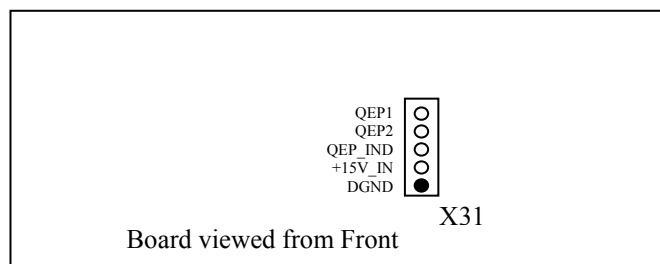 QEP1
QEP2
QEP_IND
+15V_IN
DGND
X31
Board viewed from Front